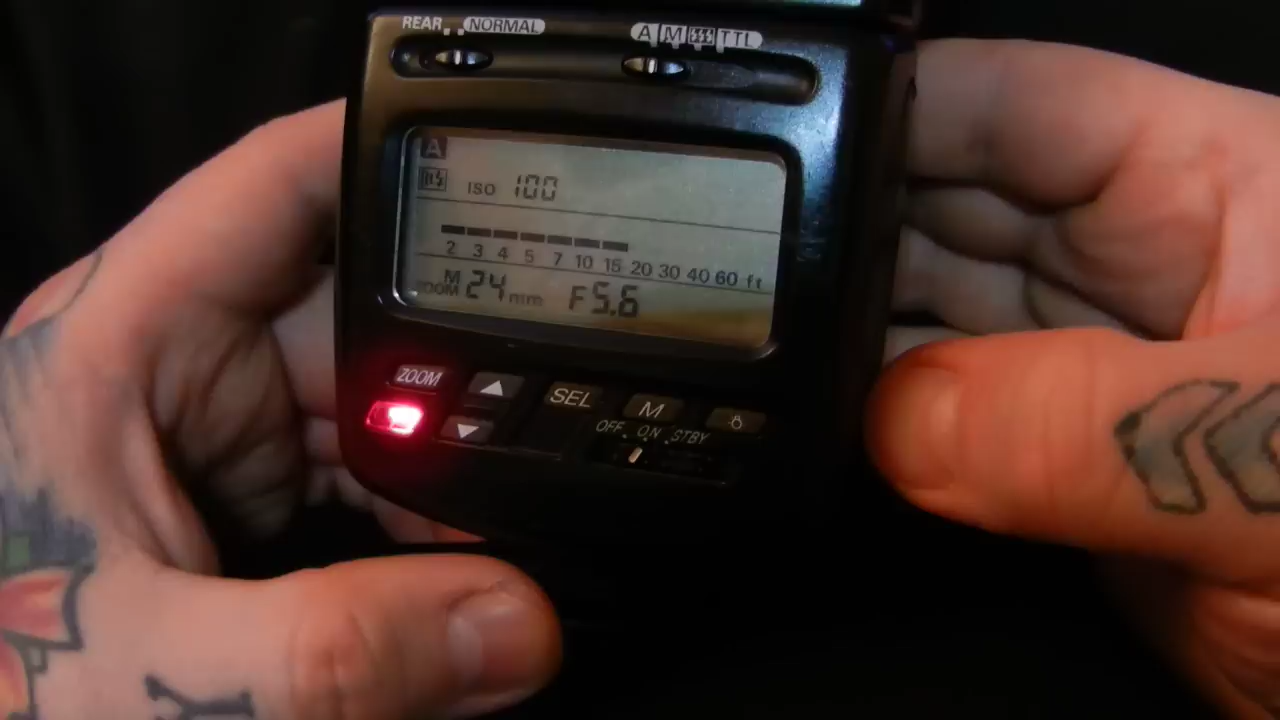 REAR NORMAL A M TTL
A
ISO 100
2 3 4 5 7 10 15 20 30 40 60 ft
M
ZOOM 24 mm F5.6
ZOOM SEL M
OFF ON STBY
Y